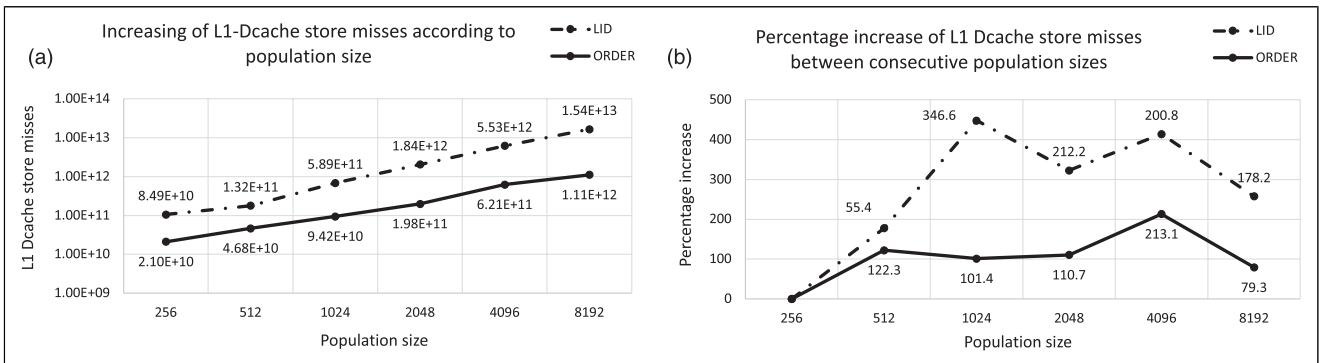 (a)
Increasing of L1-Dcache store misses according to
population size
LID
ORDER
L1 Dcache store misses
1.00E+14
1.00E+13
1.00E+12
1.00E+11
1.00E+10
1.00E+09
8.49E+10
1.32E+11
5.89E+11
1.84E+12
5.53E+12
1.54E+13
2.10E+10
4.68E+10
9.42E+10
1.98E+11
6.21E+11
1.11E+12
256 512 1024 2048 4096 8192
Population size
(b)
Percentage increase of L1 Dcache store misses
between consecutive population sizes
LID
ORDER
Percentage increase
500
400
300
200
100
0
55.4
346.6
212.2
200.8
178.2
122.3
101.4
110.7
213.1
79.3
256 512 1024 2048 4096 8192
Population size